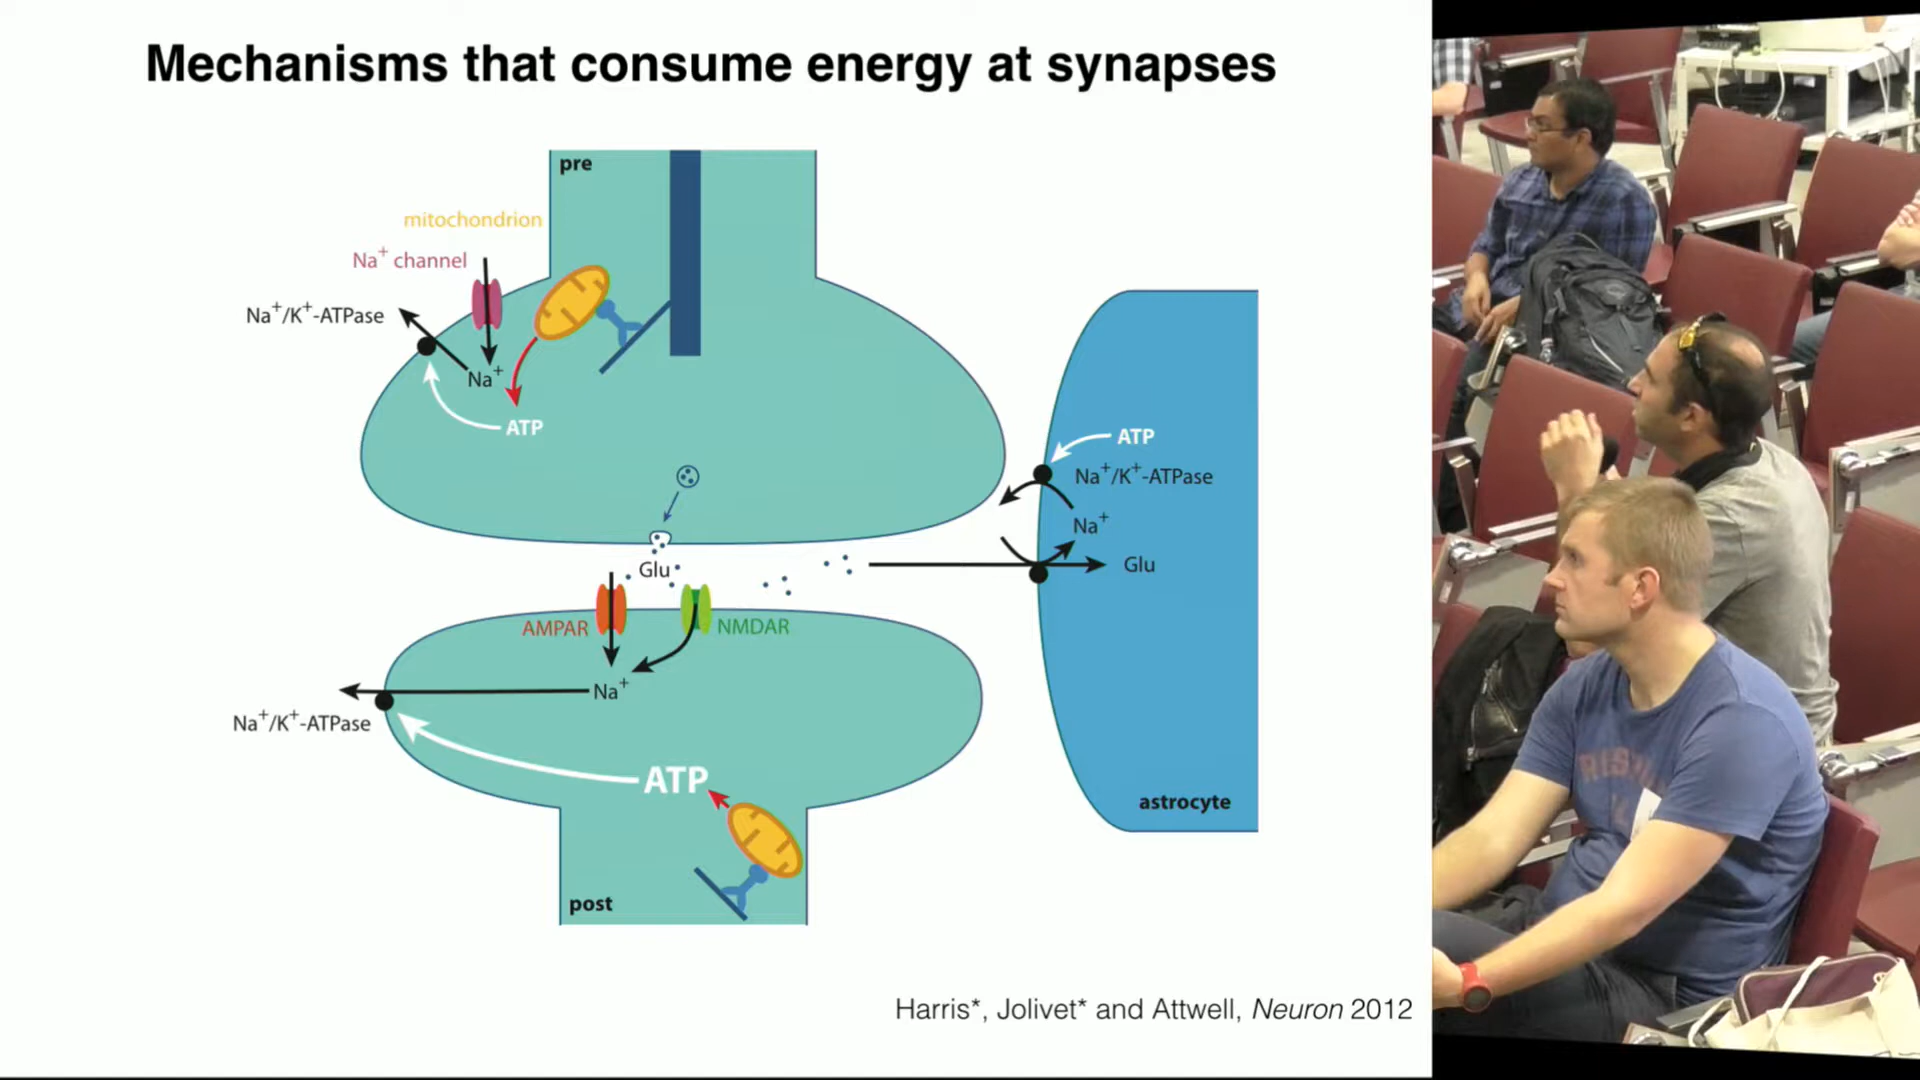 Mechanisms that consume energy at synapses
pre
mitochondrion
Na⁺ channel
Na⁺/K⁺-ATPase
Na⁺
ATP
ATP
Na⁺/K⁺-ATPase
Na⁺
Glu
Glu
AMPAR
NMDAR
Na⁺
Na⁺/K⁺-ATPase
ATP
astrocyte
post
Harris*, Jolivet* and Attwell, Neuron 2012